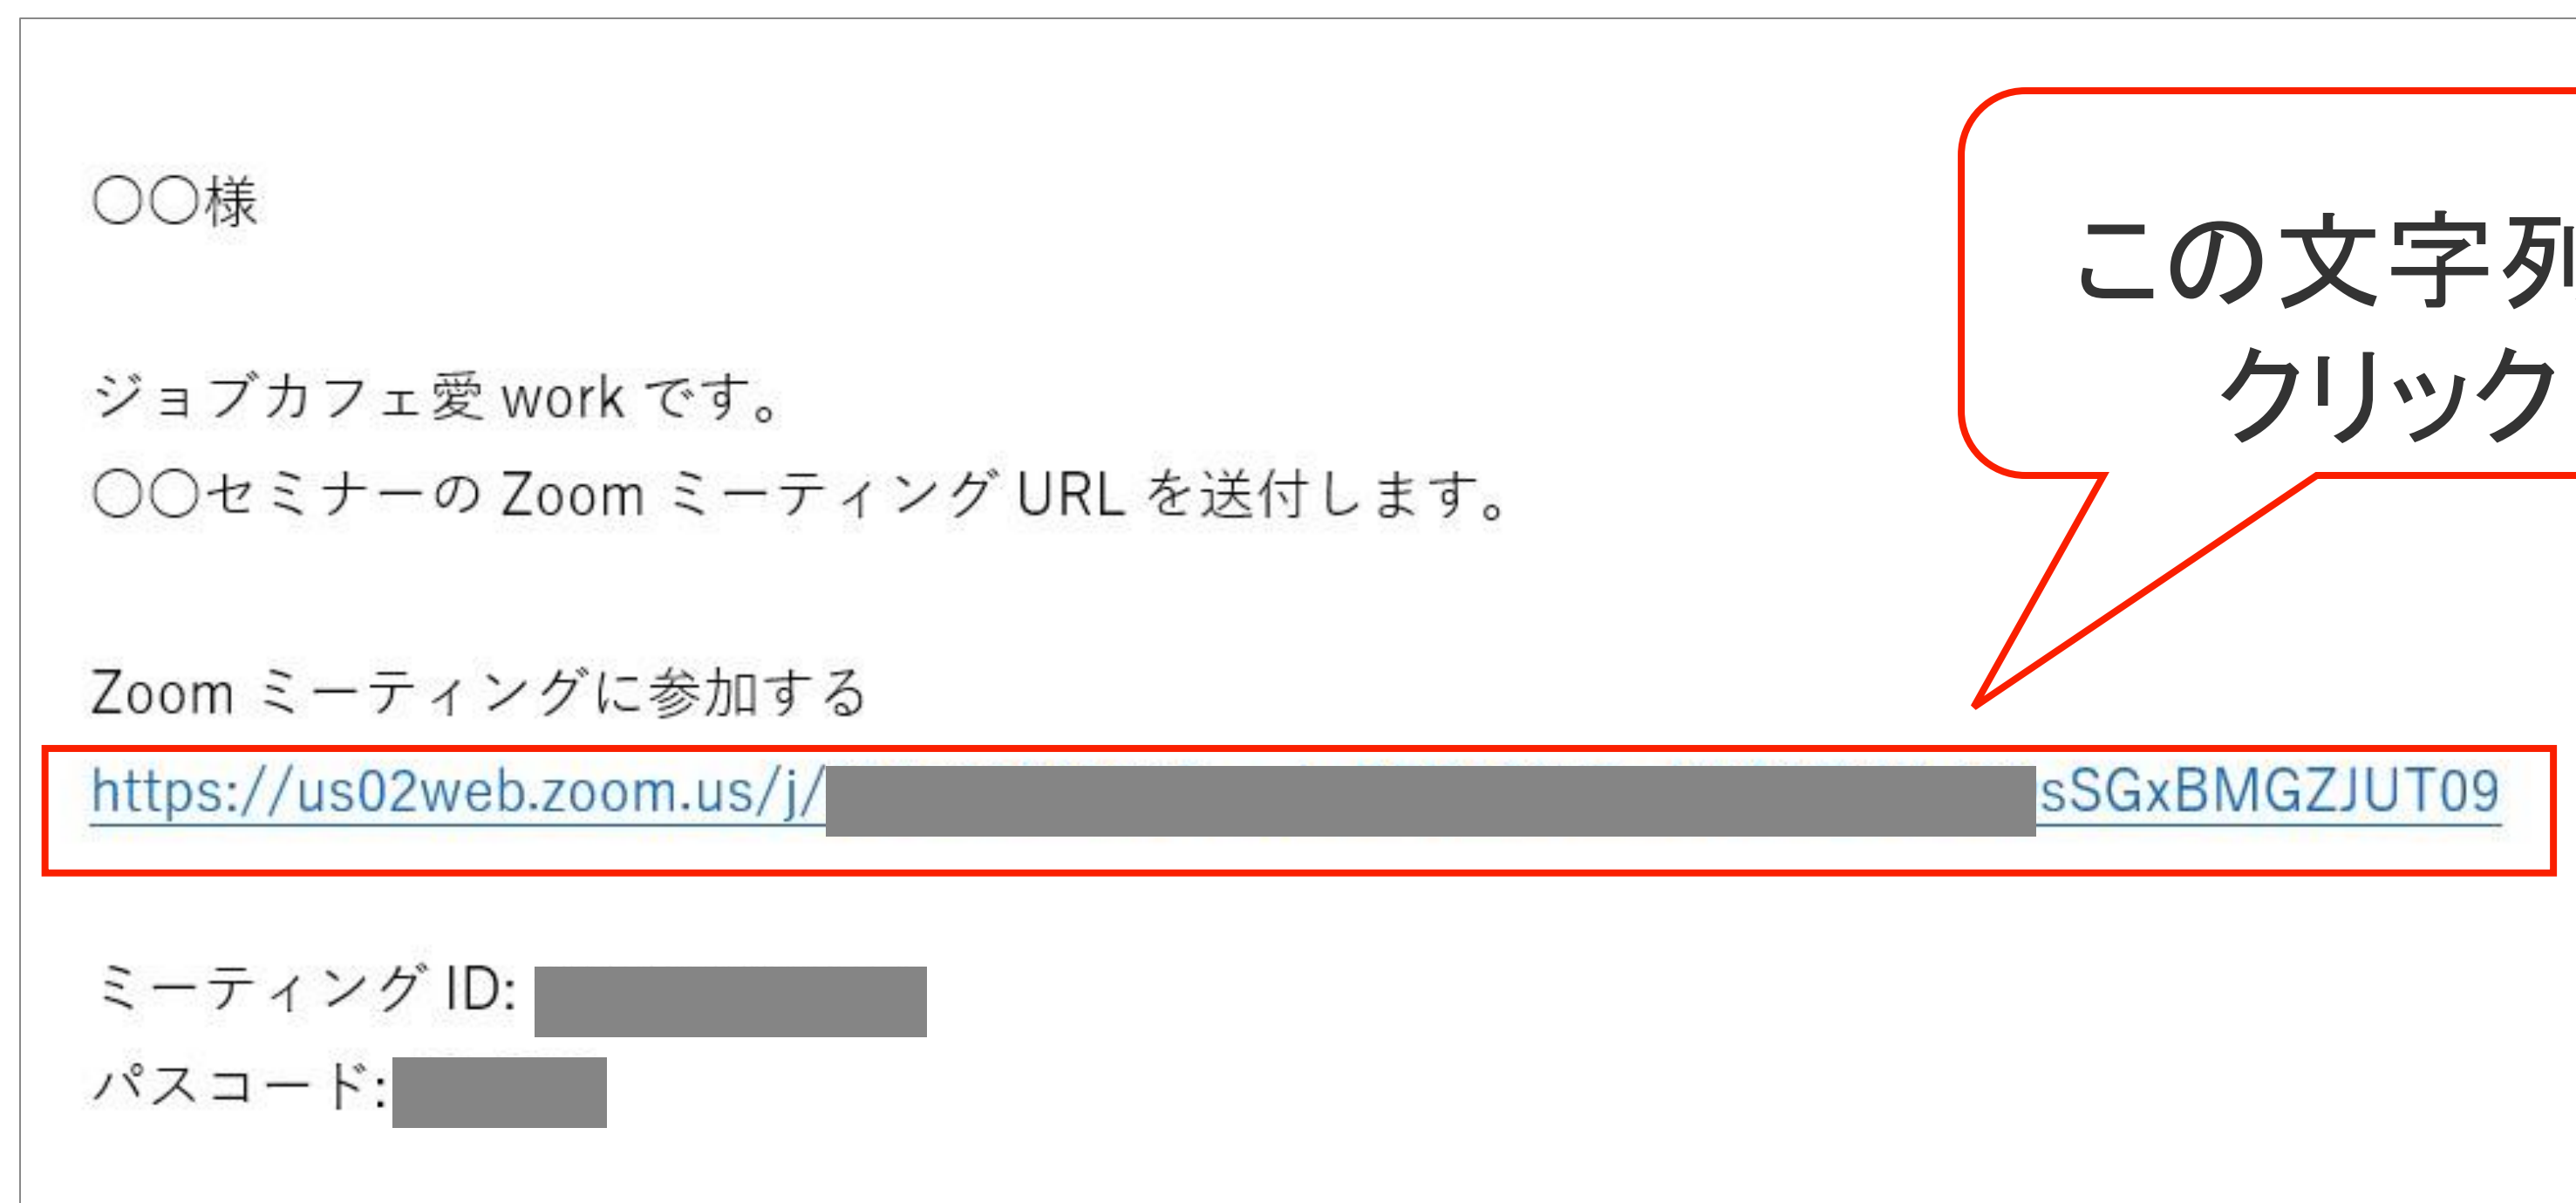 〇〇様
ジョブカフェ愛 work です。
〇〇セミナーの Zoom ミーティング URL を送付します。
この文字列
クリック
Zoom ミーティングに参加する
https://us02web.zoom.us/j/ sSGxBMGZJUT09
ミーティング ID:
パスコード: